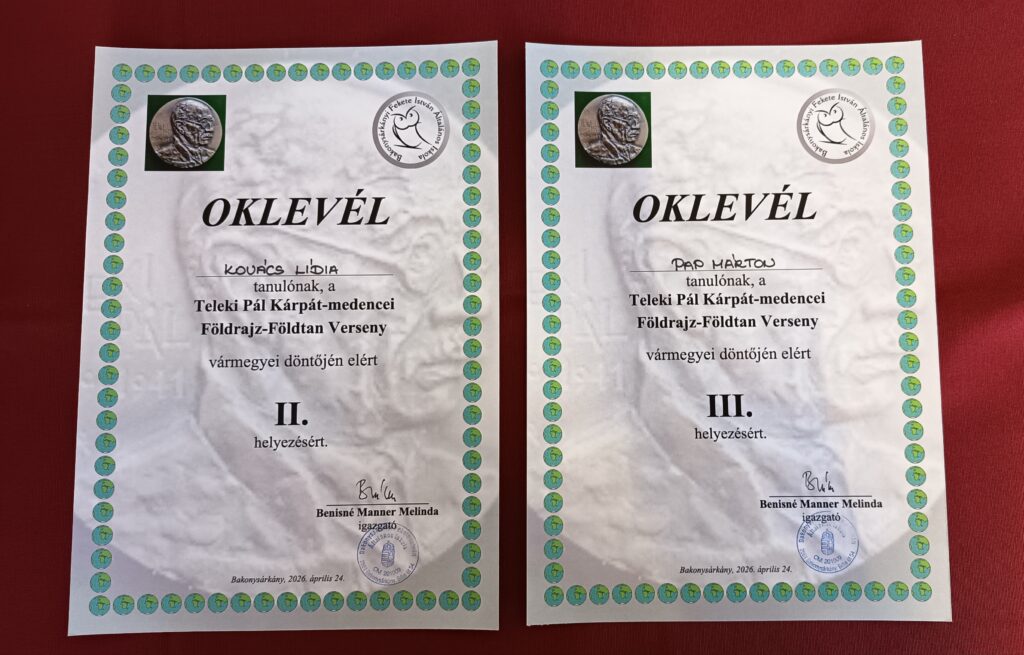 Bakonysárkányi Fekete István Általános Iskola
OKLEVÉL
KOVÁCS LÍDIA
tanulónak, a
Teleki Pál Kárpát-medencei
Földrajz-Földtan Verseny
vármegyei döntőjén elért
II.
helyezésért.
Benisné Manner Melinda
igazgató
Bakonysárkány, 2026. április 24.
Bakonysárkányi Fekete István Általános Iskola
OKLEVÉL
PAP MÁRTON
tanulónak, a
Teleki Pál Kárpát-medencei
Földrajz-Földtan Verseny
vármegyei döntőjén elért
III.
helyezésért.
Benisné Manner Melinda
igazgató
Bakonysárkány, 2026. április 24.